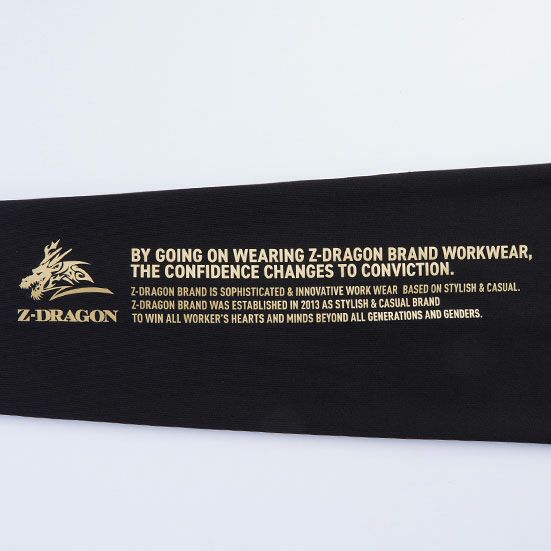 Z-DRAGON
BY GOING ON WEARING Z-DRAGON BRAND WORKWEAR,
THE CONFIDENCE CHANGES TO CONVICTION.
Z-DRAGON BRAND IS SOPHISTICATED & INNOVATIVE WORK WEAR BASED ON STYLISH & CASUAL.
Z-DRAGON BRAND WAS ESTABLISHED IN 2013 AS STYLISH & CASUAL BRAND
TO WIN ALL WORKER'S HEARTS AND MINDS BEYOND ALL GENERATIONS AND GENDERS.